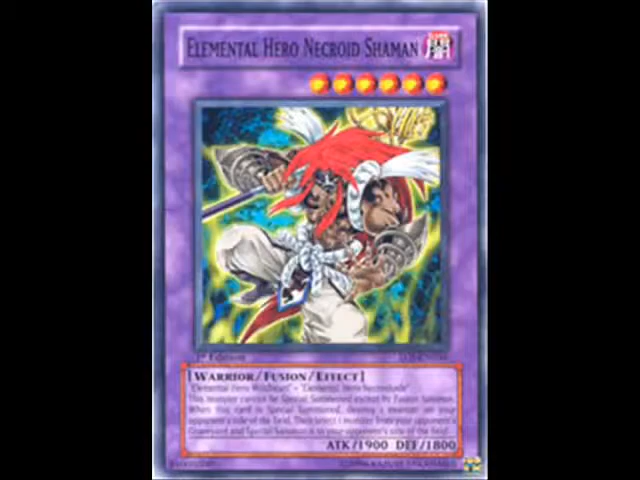 Elemental Hero Necroid Shaman
1st Edition
[Warrior/Fusion/Effect]
"Elemental Hero Wildheart" + "Elemental Hero Necroshade"
This monster cannot be Special Summoned except by Fusion Summon.
When this card is Special Summoned, destroy 1 monster on your
opponent's side of the field. Then select 1 monster from your opponent's
Graveyard and Special Summon it to your opponent's side of the field.
ATK/1900 DEF/1800